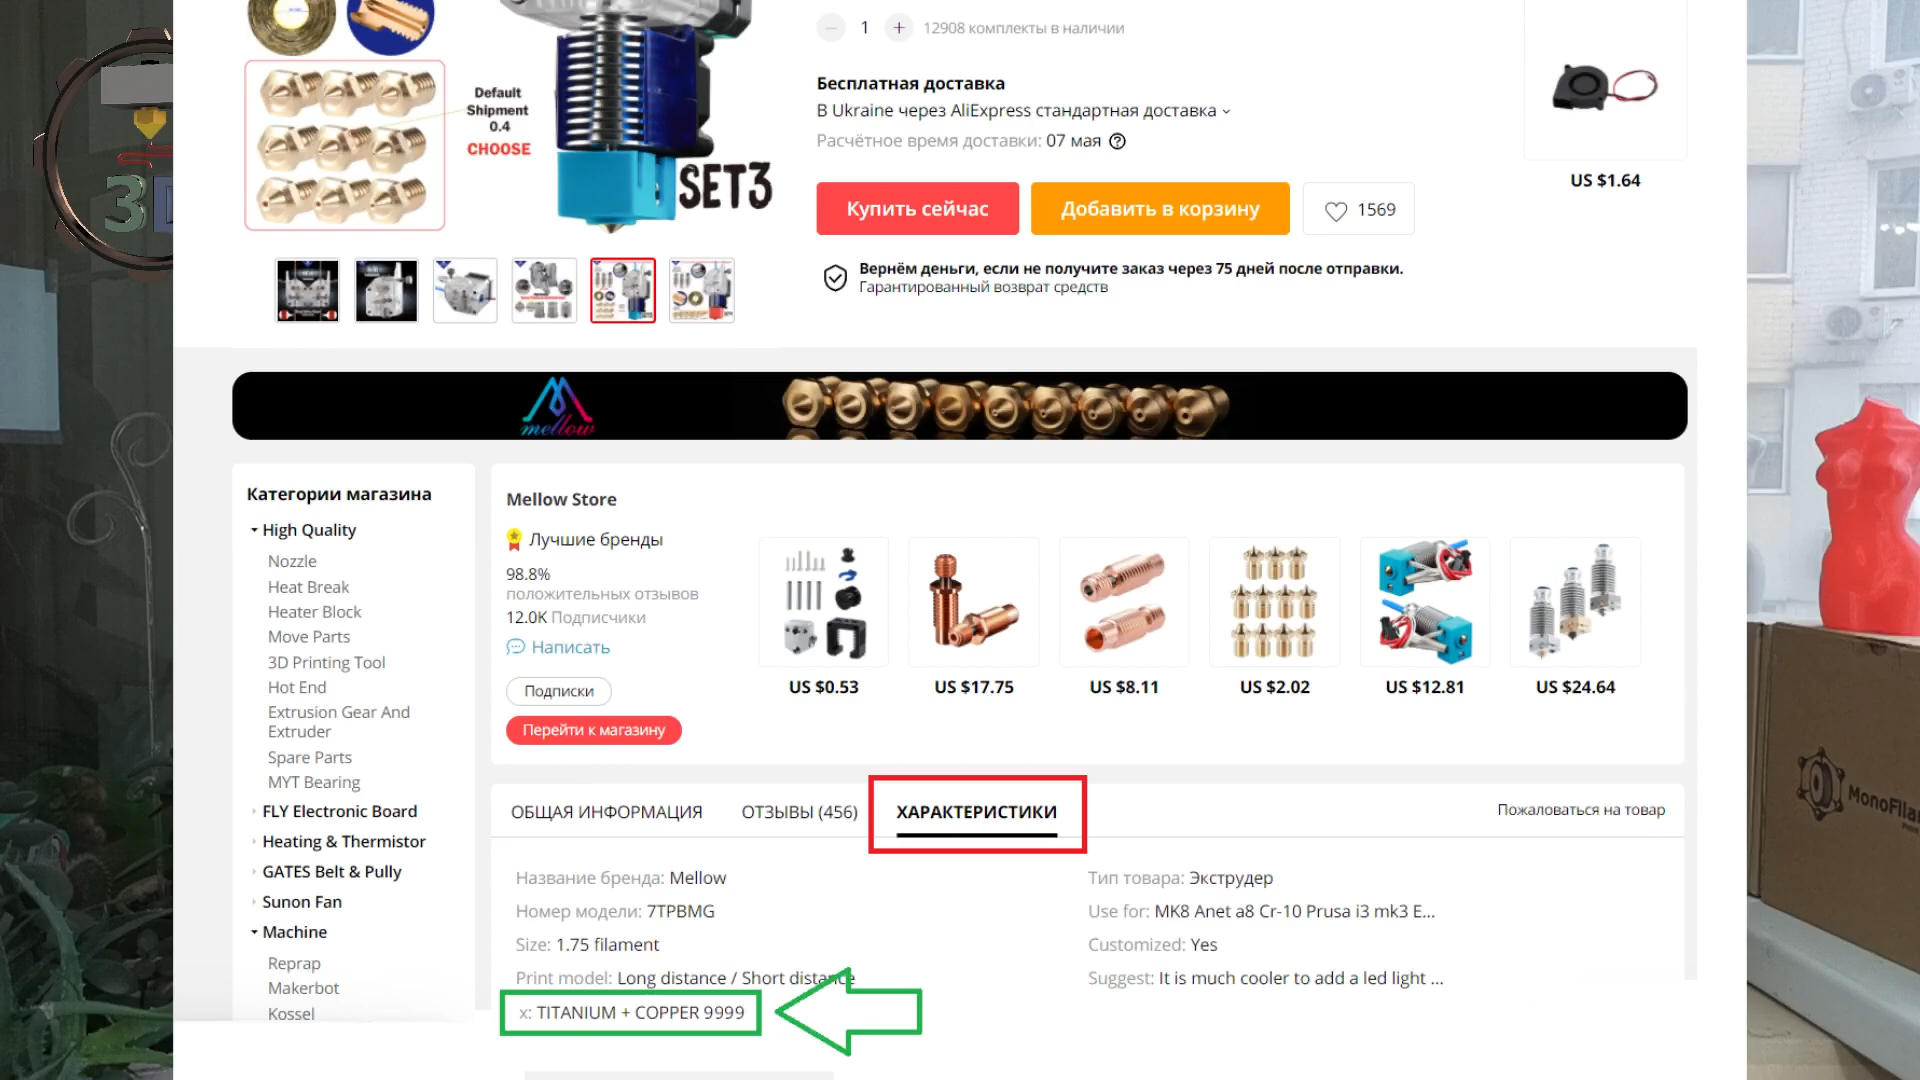 3D
Default
Shipment
0.4
CHOOSE
SET3
1
12908 комплекты в наличии
Бесплатная доставка
В Ukraine через AliExpress стандартная доставка
Расчётное время доставки: 07 мая
Купить сейчас
Добавить в корзину
1569
Вернём деньги, если не получите заказ через 75 дней после отправки.
Гарантированный возврат средств
US $1.64
mellow
Категории магазина
High Quality
Nozzle
Heat Break
Heater Block
Move Parts
3D Printing Tool
Hot End
Extrusion Gear And
Extruder
Spare Parts
MYT Bearing
FLY Electronic Board
Heating & Thermistor
GATES Belt & Pully
Sunon Fan
Machine
Reprap
Makerbot
Kossel
Mellow Store
Лучшие бренды
98.8%
положительных отзывов
12.0K Подписчики
Написать
Подписки
Перейти к магазину
US $0.53
US $17.75
US $8.11
US $2.02
US $12.81
US $24.64
ОБЩАЯ ИНФОРМАЦИЯ
ОТЗЫВЫ (456)
ХАРАКТЕРИСТИКИ
Пожаловаться на товар
Название бренда: Mellow
Тип товара: Экструдер
Номер модели: 7TPBMG
Use for: MK8 Anet a8 Cr-10 Prusa i3 mk3 E...
Size: 1.75 filament
Customized: Yes
Print model: Long distance / Short distance
Suggest: It is much cooler to add a led light ...
x: TITANIUM + COPPER 9999
MonoFila